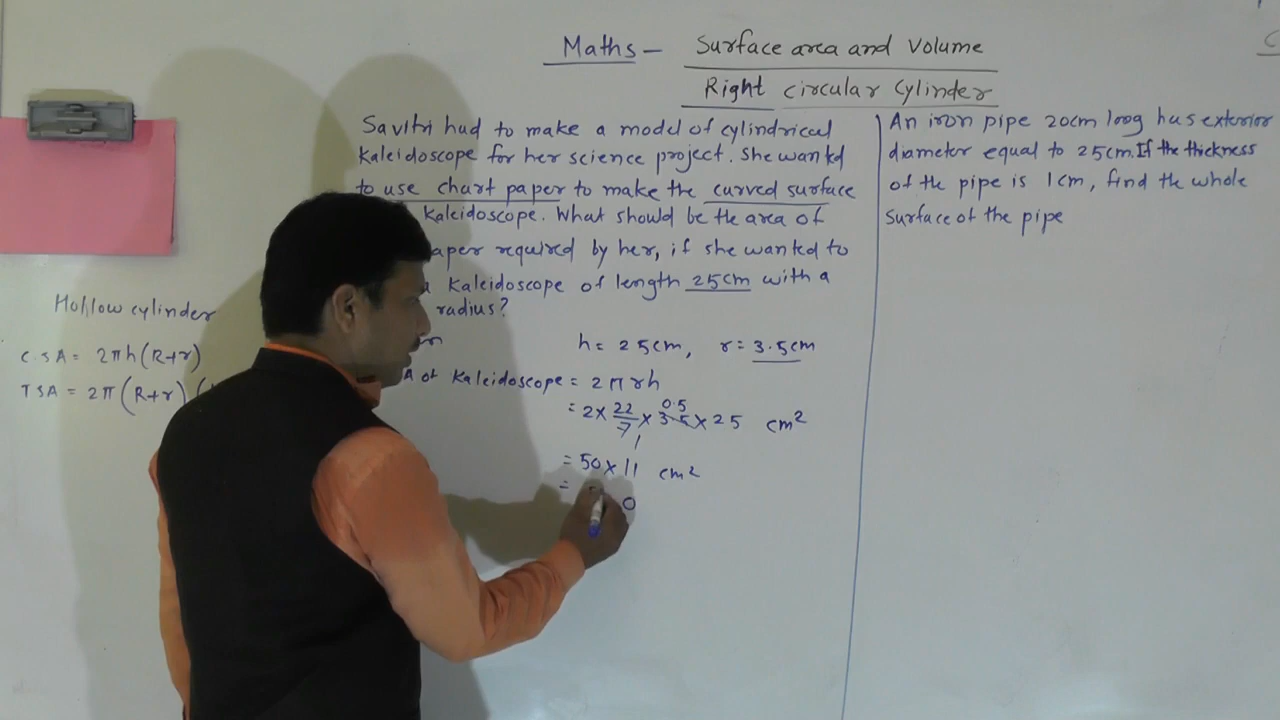 Maths - Surface area and Volume
Right circular Cylinder
Savitri had to make a model of cylindrical
Kaleidoscope for her science project. She wanted
to use chart paper to make the curved surface
Kaleidoscope. What should be the area of
aper required by her, if she wanted to
a Kaleidoscope of length 25cm with a
radius?
h = 25cm, r = 3.5cm
A of Kaleidoscope = 2πrh
= 2 × 22/7 × 3.5 × 25 cm²
0.5
1
= 50 × 11 cm²
= 0
An iron pipe 20cm long has exterior
diameter equal to 25cm. If the thickness
of the pipe is 1cm, find the whole
surface of the pipe
Hollow cylinder
C.SA = 2πh(R+r)
TSA = 2π(R+r)(